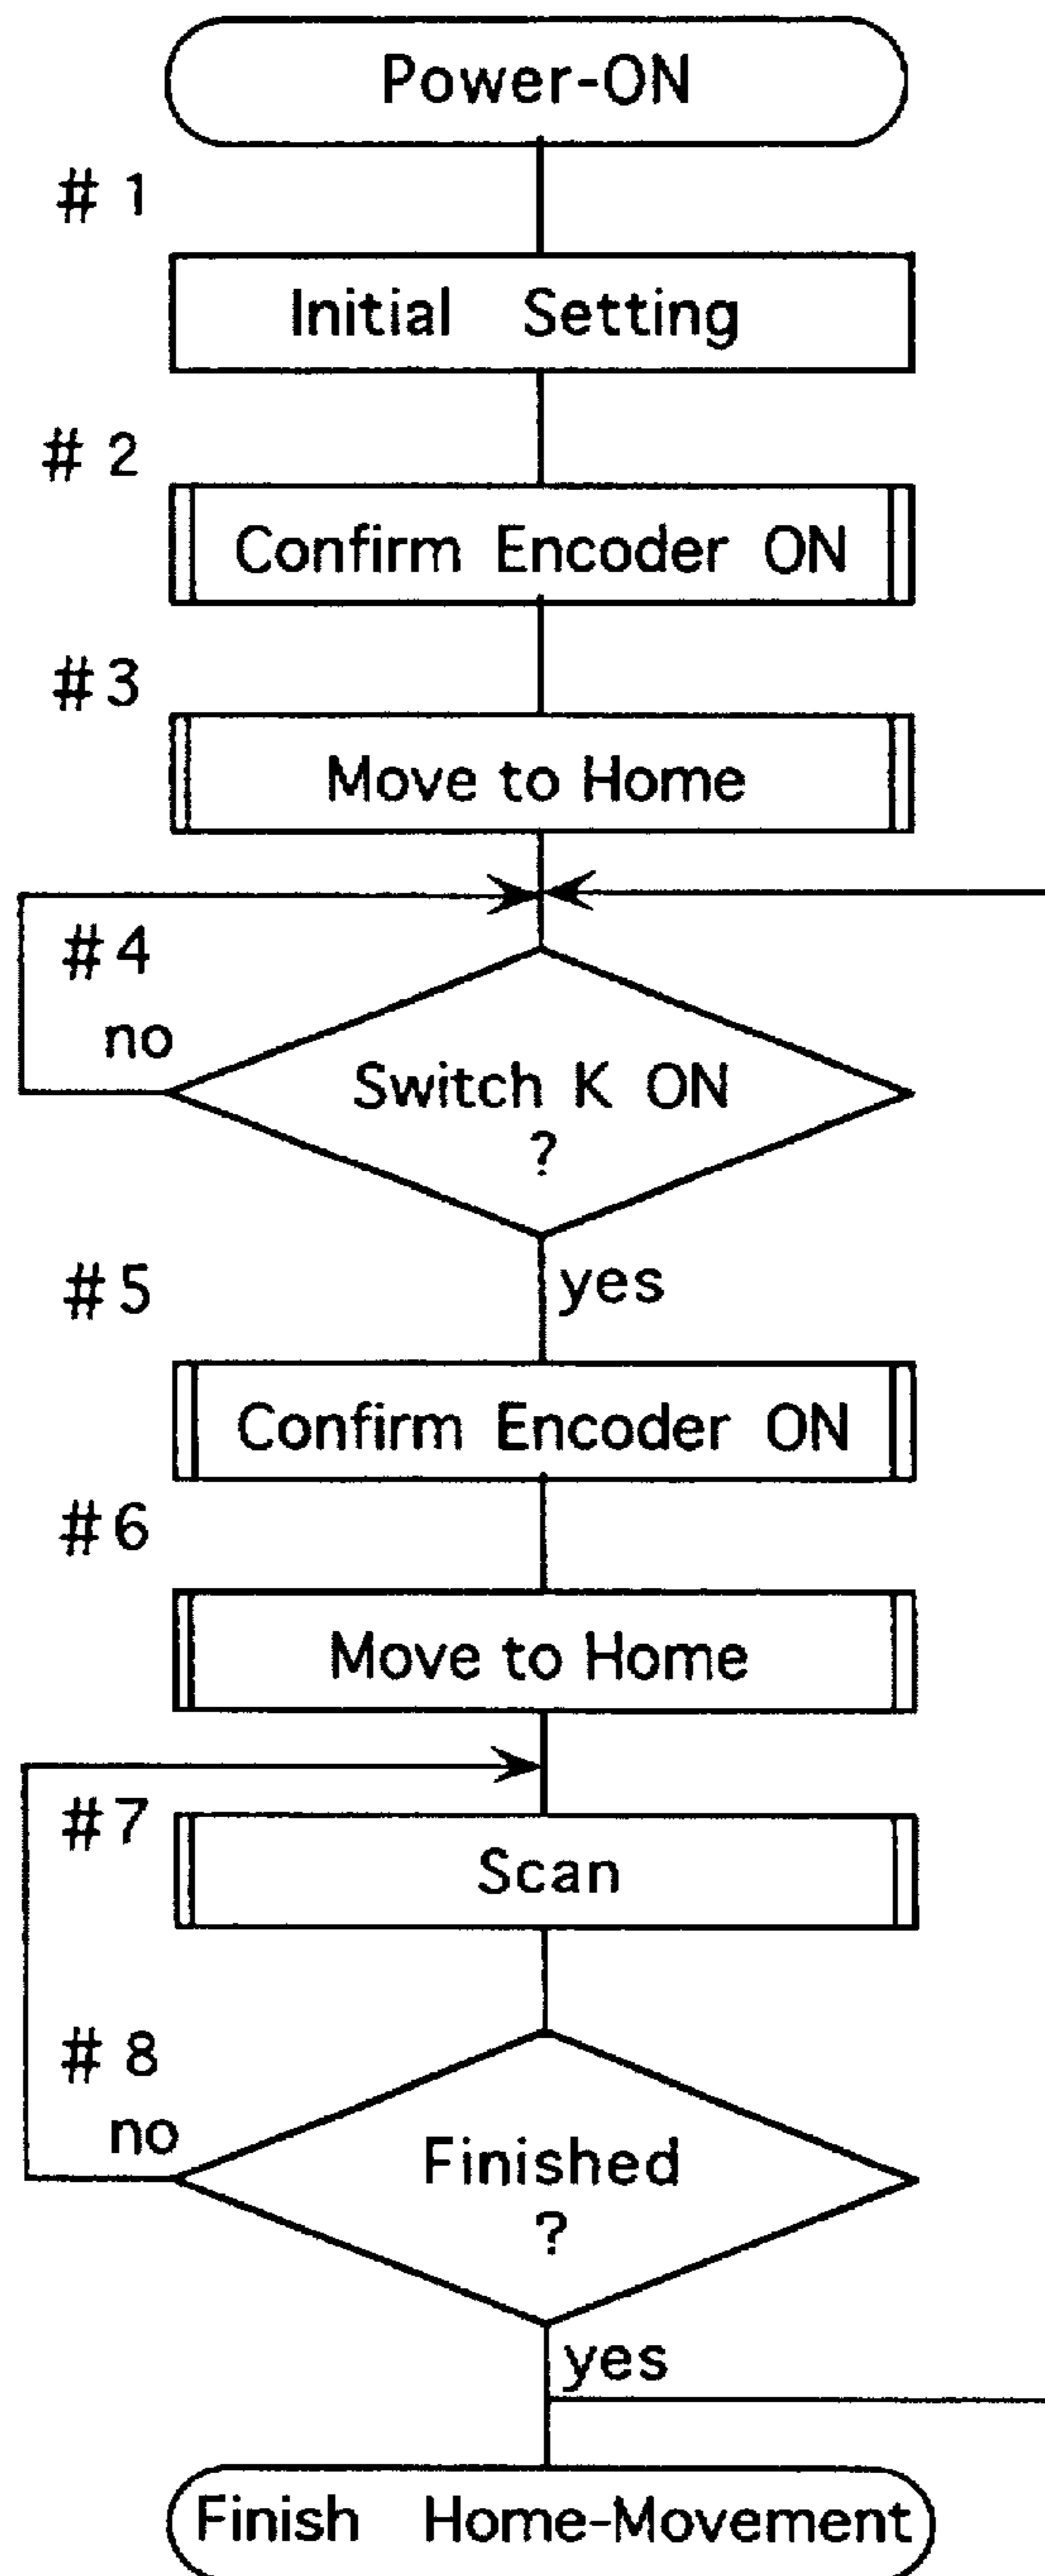 Power-ON
# 1
Initial Setting
# 2
Confirm Encoder ON
#3
Move to Home
#4
no
Switch K ON
?
yes
#5
Confirm Encoder ON
#6
Move to Home
#7
Scan
# 8
no
Finished
?
yes
Finish Home-Movement